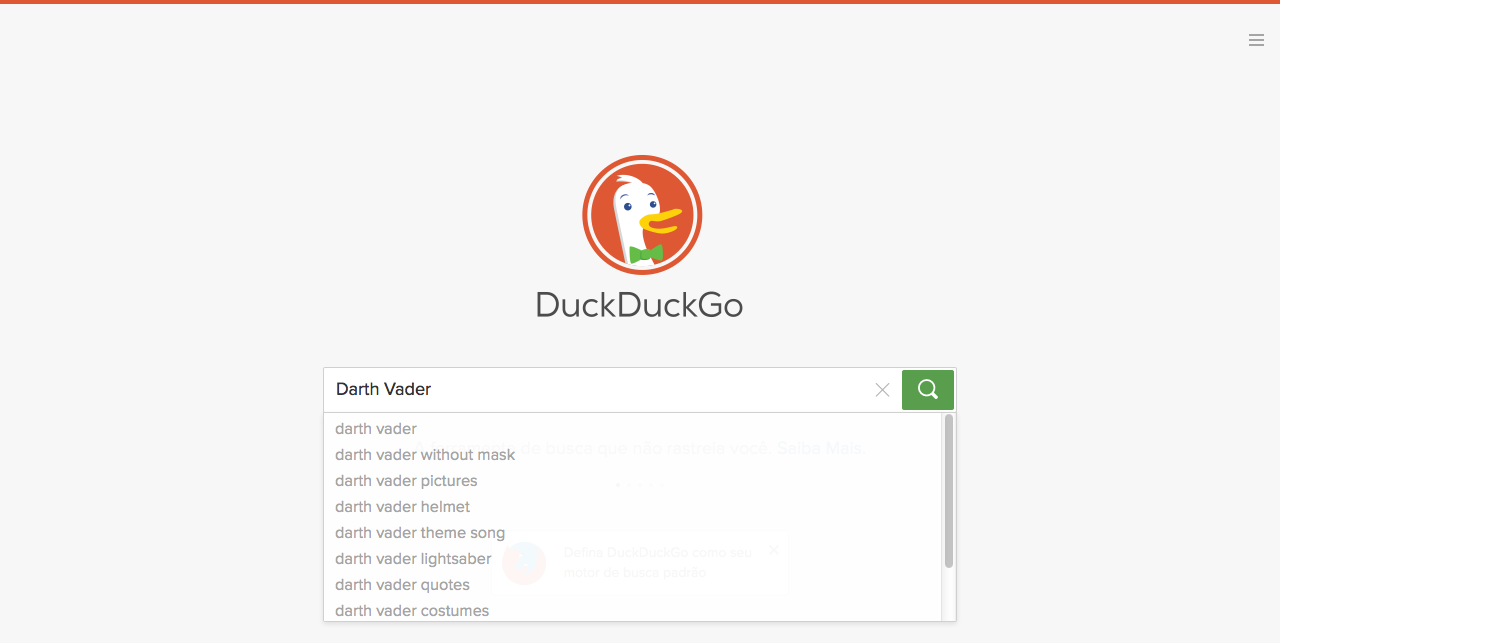 DuckDuckGo
Darth Vader
darth vader
de busca que não rastreia você. Saiba Mais.
darth vader without mask
darth vader pictures
darth vader helmet
darth vader theme song
Defina DuckDuckGo como seu
darth vader lightsaber
motor de busca padrão
darth vader quotes
darth vader costumes